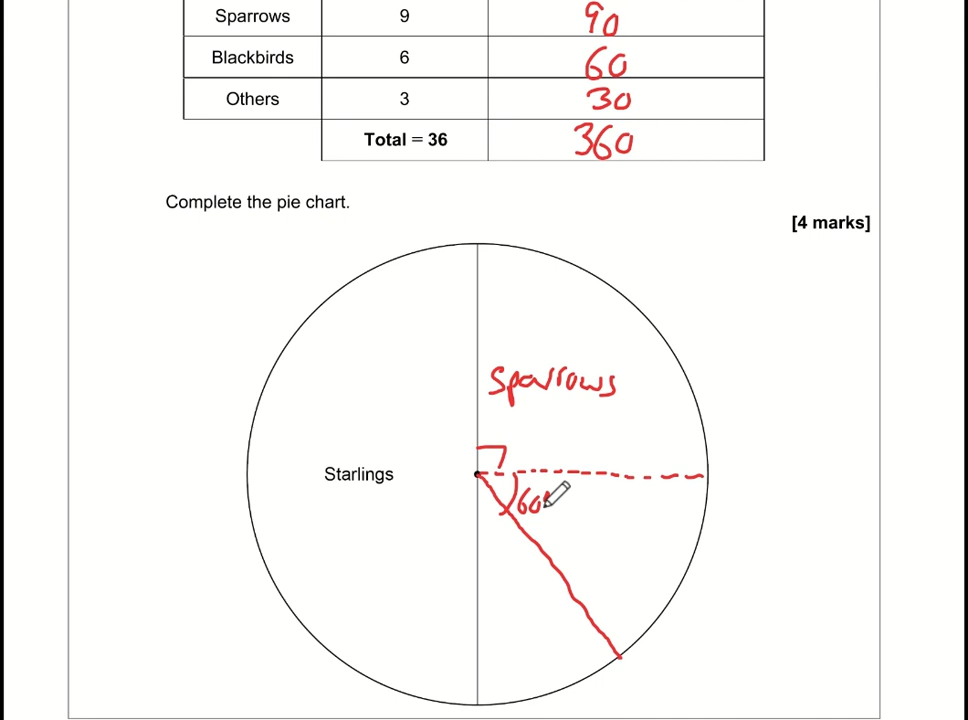 Sparrows 9 90
Blackbirds 6 60
Others 3 30
Total = 36 360
Complete the pie chart.
[4 marks]
Sparrows
Starlings
60°